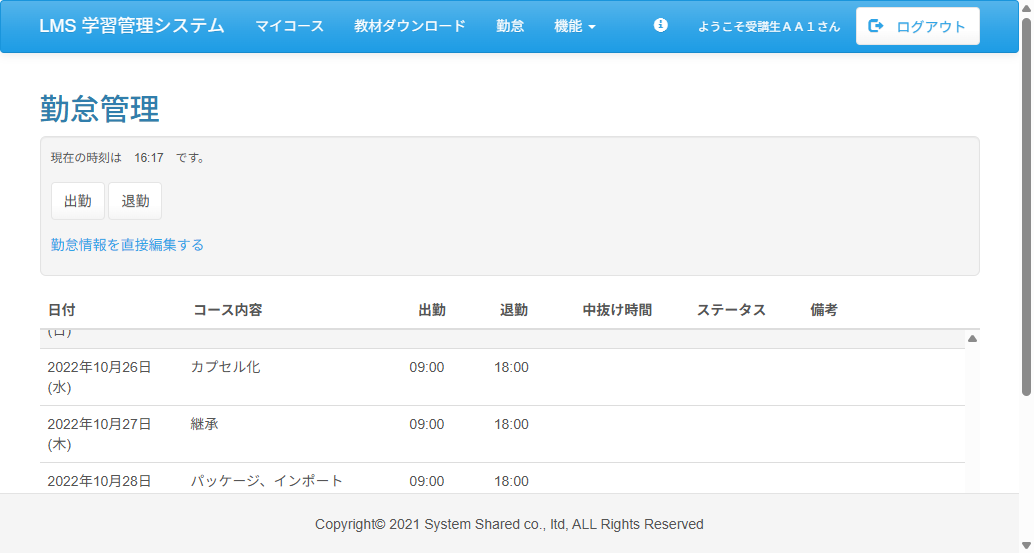 LMS 学習管理システム マイコース 教材ダウンロード 勤怠 機能 ようこそ受講生ＡＡ１さん ログアウト
勤怠管理
現在の時刻は 16:17 です。
出勤 退勤
勤怠情報を直接編集する
日付 コース内容 出勤 退勤 中抜け時間 ステータス 備考
(日)
2022年10月26日 カプセル化 09:00 18:00
(水)
2022年10月27日 継承 09:00 18:00
(木)
2022年10月28日 パッケージ、インポート 09:00 18:00
Copyright© 2021 System Shared co., ltd, ALL Rights Reserved